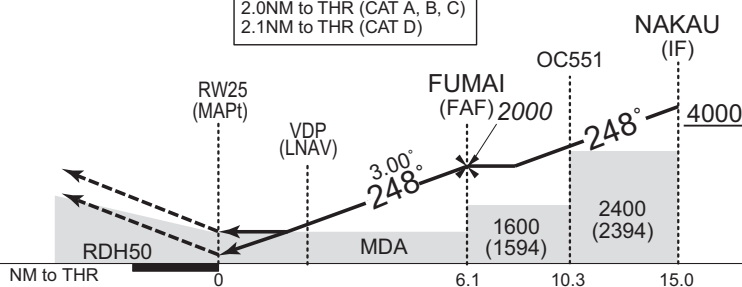 2.0NM to THR (CAT A, B, C)
2.1NM to THR (CAT D)
NAKAU
(IF)
OC551
FUMAI
(FAF)
2000
RW25
(MAPt)
VDP
(LNAV)
4000
248°
3.00°
248°
2400
(2394)
1600
(1594)
MDA
RDH50
NM to THR
0
6.1
10.3
15.0